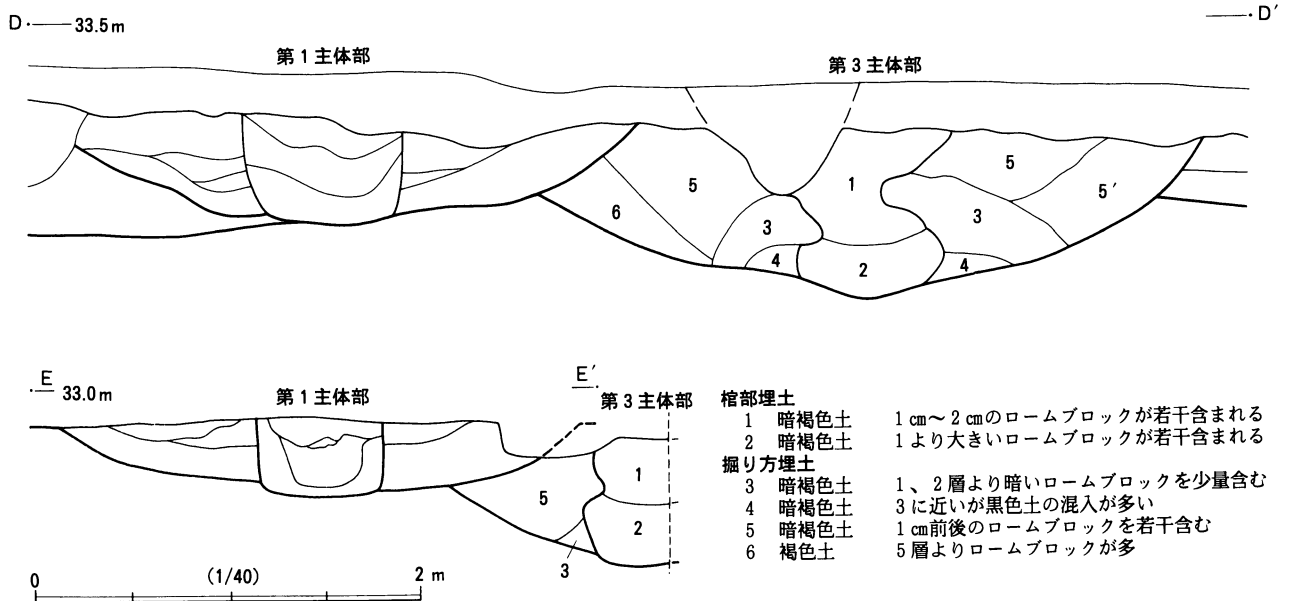 D 33.5m D′
第1主体部 第3主体部
5 1 5 5′
6 3 3
4 2 4
E 33.0m 第1主体部 E′ 第3主体部
1
5 2
3
棺部埋土
1 暗褐色土 1㎝~2㎝のロームブロックが若干含まれる
2 暗褐色土 1より大きいロームブロックが若干含まれる
掘り方埋土
3 暗褐色土 1、2層より暗いロームブロックを少量含む
4 暗褐色土 3に近いが黒色土の混入が多い
5 暗褐色土 1㎝前後のロームブロックを若干含む
6 褐色土 5層よりロームブロックが多
0 (1/40) 2 m